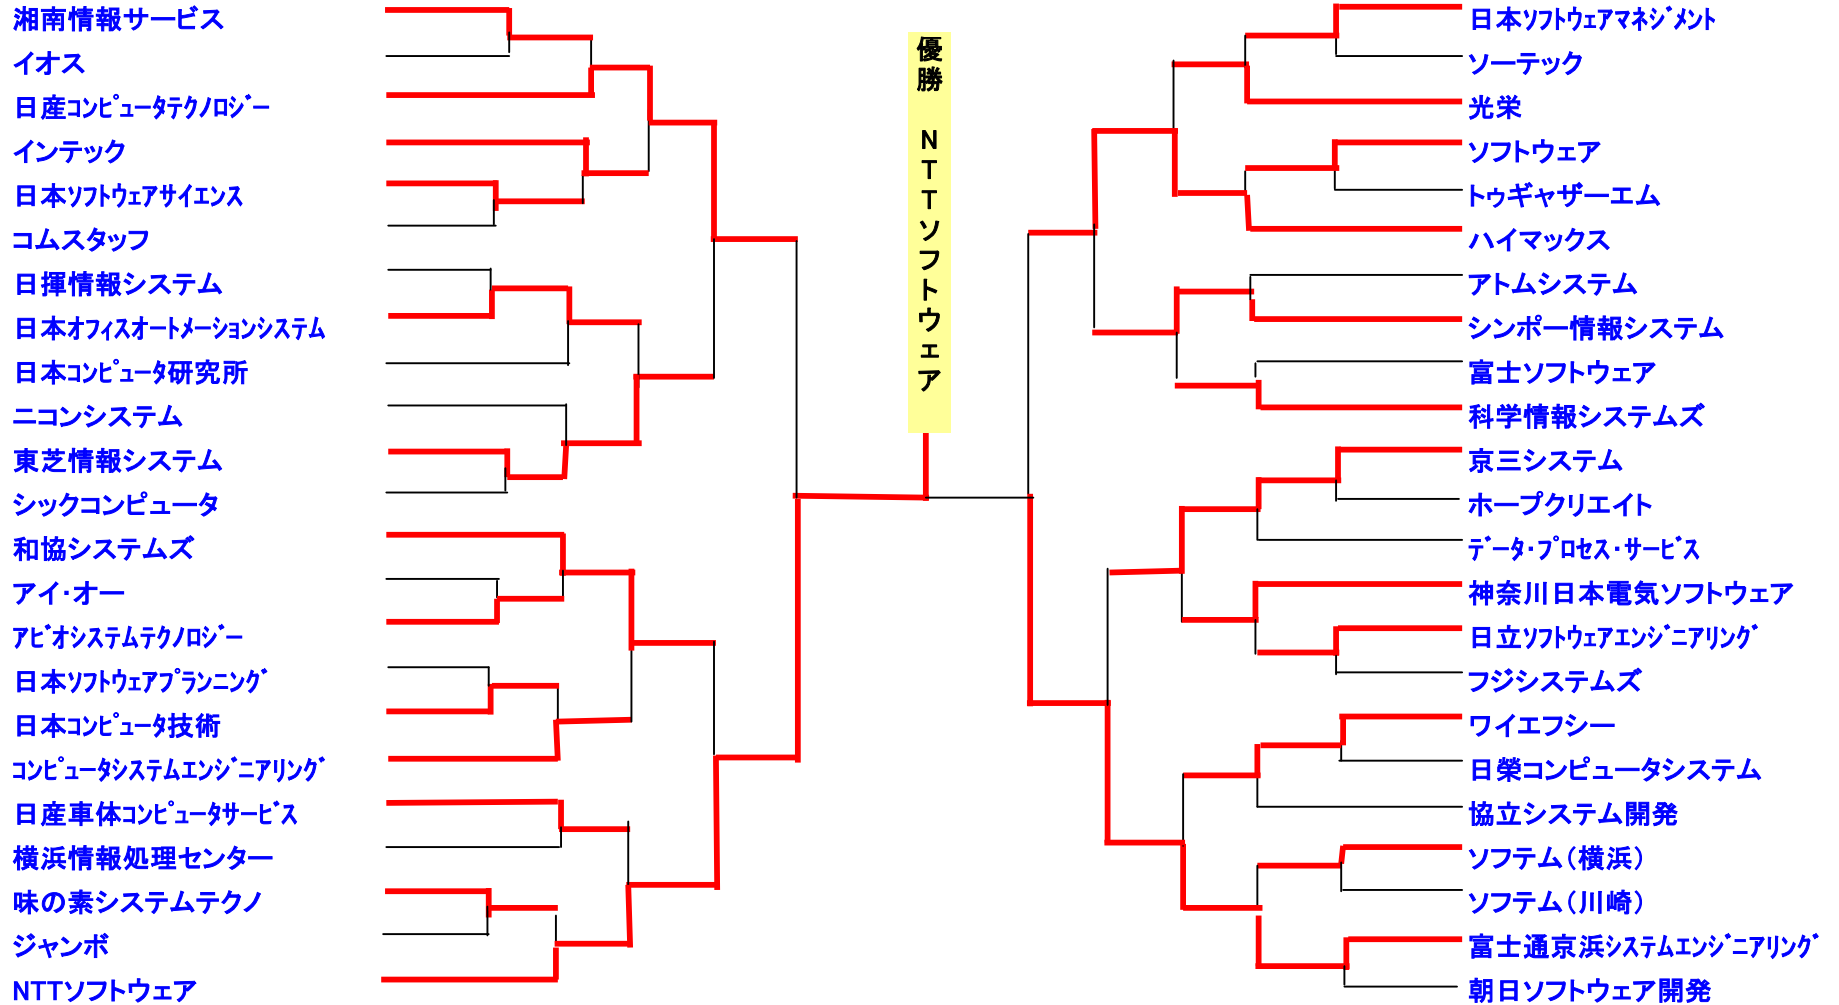 湘南情報サービス
イオス
日産ｺﾝﾋﾟｭｰﾀﾃｸﾉﾛｼﾞｰ
インテック
日本ｿﾌﾄｳｪｱｻｲｴﾝｽ
コムスタッフ
日揮情報システム
日本ｵﾌｨｽｵｰﾄﾒｰｼｮﾝｼｽﾃﾑ
日本ｺﾝﾋﾟｭｰﾀ研究所
ニコンシステム
東芝情報システム
シックコンピュータ
和協システムズ
アイ・オー
ｱﾋﾞｵｼｽﾃﾑﾃｸﾉﾛｼﾞｰ
日本ｿﾌﾄｳｪｱﾌﾟﾗﾝﾆﾝｸﾞ
日本ｺﾝﾋﾟｭｰﾀ技術
ｺﾝﾋﾟｭｰﾀｼｽﾃﾑｴﾝｼﾞﾆｱﾘﾝｸﾞ
日産車体ｺﾝﾋﾟｭｰﾀｻｰﾋﾞｽ
横浜情報処理センター
味の素システムテクノ
ジャンボ
NTTソフトウェア
優勝　ＮＴＴソフトウェア
日本ｿﾌﾄｳｪｱﾏﾈｼﾞﾒﾝﾄ
ソーテック
光栄
ソフトウェア
トゥギャザーエム
ハイマックス
アトムシステム
シンポー情報システム
富士ソフトウェア
科学情報システムズ
京三システム
ホープクリエイト
ﾃﾞｰﾀ･ﾌﾟﾛｾｽ･ｻｰﾋﾞｽ
神奈川日本電気ソフトウェア
日立ｿﾌﾄｳｪｱｴﾝｼﾞﾆｱﾘﾝｸﾞ
フジシステムズ
ワイエフシー
日榮コンピュータシステム
協立システム開発
ソフテム（横浜）
ソフテム（川崎）
富士通京浜ｼｽﾃﾑｴﾝｼﾞﾆｱﾘﾝｸﾞ
朝日ソフトウェア開発